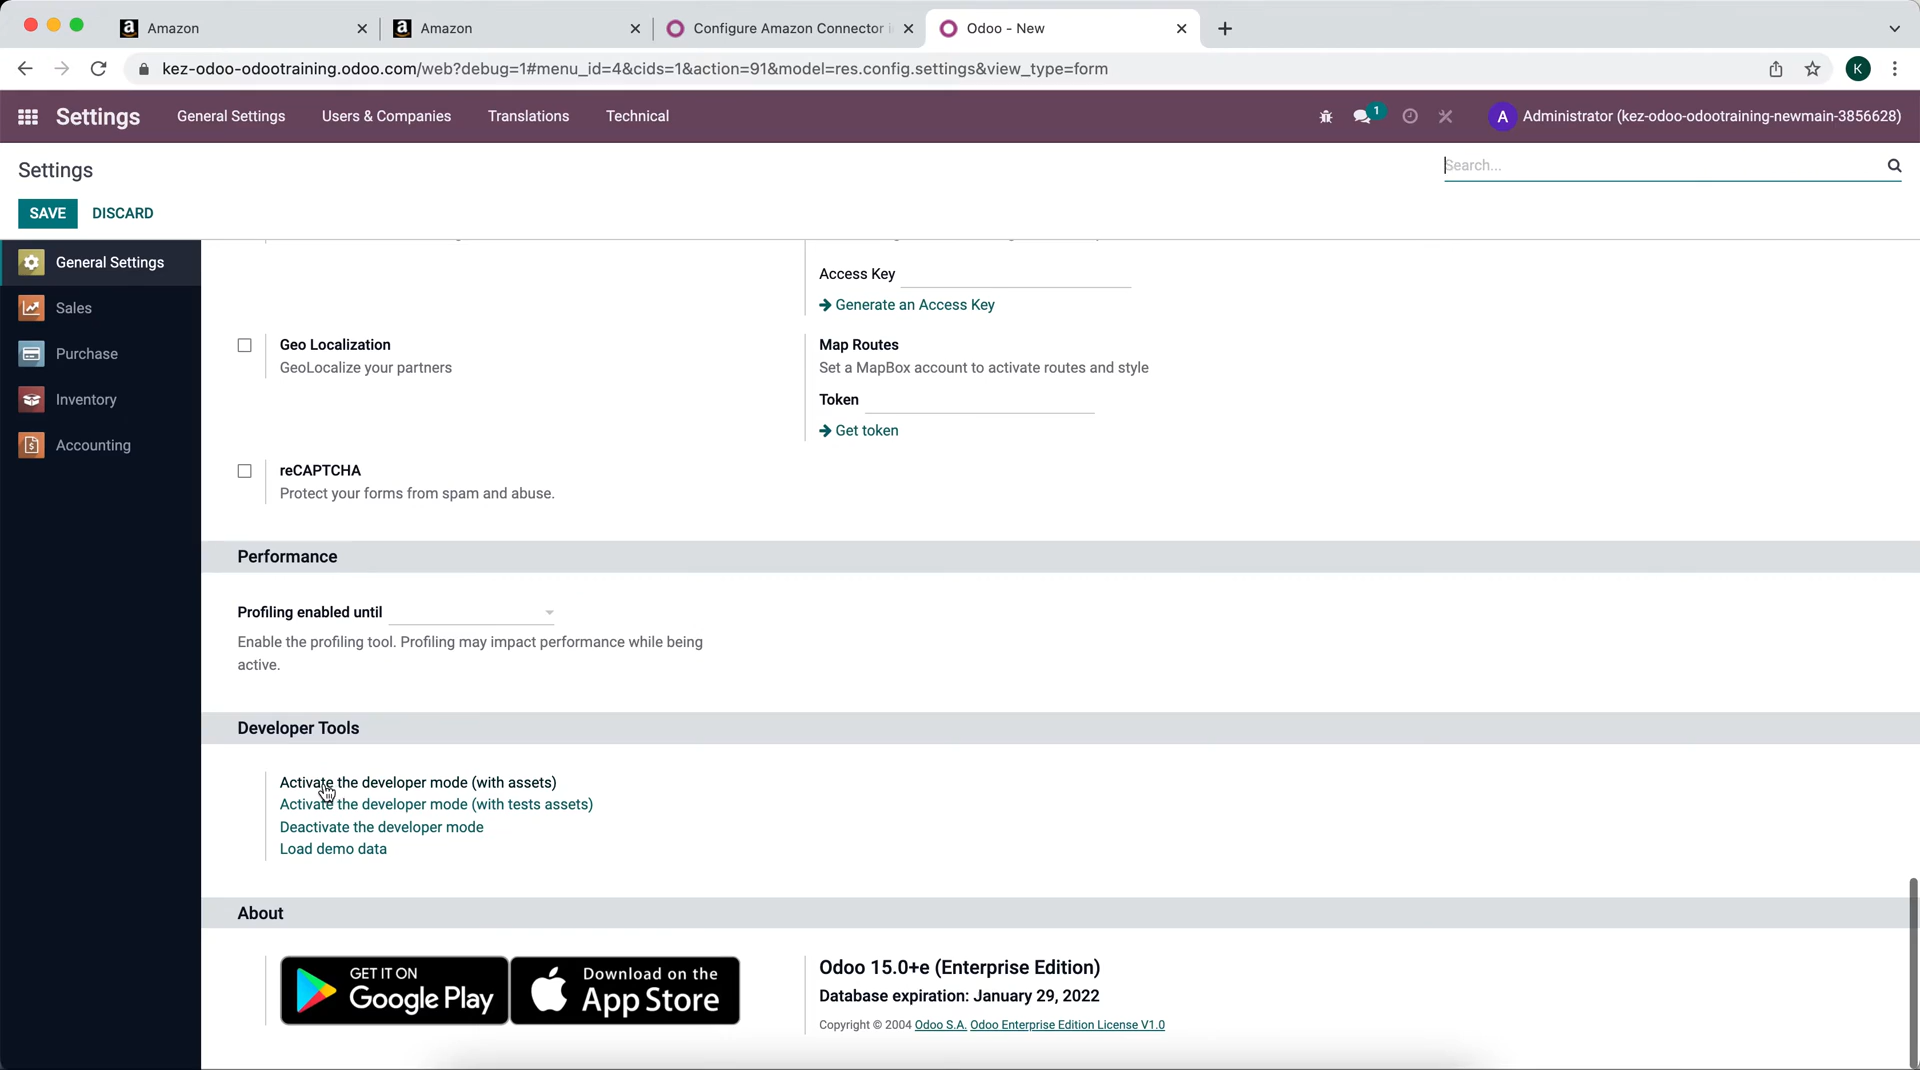 Amazon
Amazon
Configure Amazon Connector i
Odoo - New
kez-odoo-odootraining.odoo.com/web?debug=1#menu_id=4&cids=1&action=91&model=res.config.settings&view_type=form
K
Settings
General Settings
Users & Companies
Translations
Technical
1
A
Administrator (kez-odoo-odootraining-newmain-3856628)
Settings
Search...
SAVE
DISCARD
General Settings
Sales
Purchase
Inventory
Accounting
Access Key
Generate an Access Key
Geo Localization
GeoLocalize your partners
Map Routes
Set a MapBox account to activate routes and style
Token
Get token
reCAPTCHA
Protect your forms from spam and abuse.
Performance
Profiling enabled until
Enable the profiling tool. Profiling may impact performance while being
active.
Developer Tools
Activate the developer mode (with assets)
Activate the developer mode (with tests assets)
Deactivate the developer mode
Load demo data
About
GET IT ON
Google Play
Download on the
App Store
Odoo 15.0+e (Enterprise Edition)
Database expiration: January 29, 2022
Copyright © 2004 Odoo S.A. Odoo Enterprise Edition License V1.0